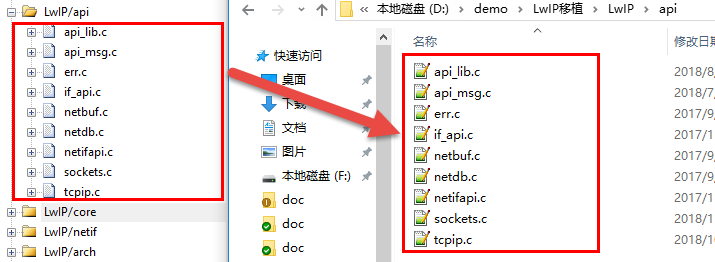 LwIP/api
api_lib.c
api_msg.c
err.c
if_api.c
netbuf.c
netdb.c
netifapi.c
sockets.c
tcpip.c
LwIP/core
LwIP/netif
LwIP/arch
本地磁盘 (D:) > demo > LwIP移植 > LwIP > api
快速访问
桌面
下载
文档
图片
本地磁盘 (F:)
doc
doc
doc
名称 修改日期
api_lib.c 2018/8/
api_msg.c 2018/7/
err.c 2017/9/
if_api.c 2017/1
netbuf.c 2017/9/
netdb.c 2017/9/
netifapi.c 2017/1
sockets.c 2018/1
tcpip.c 2018/10